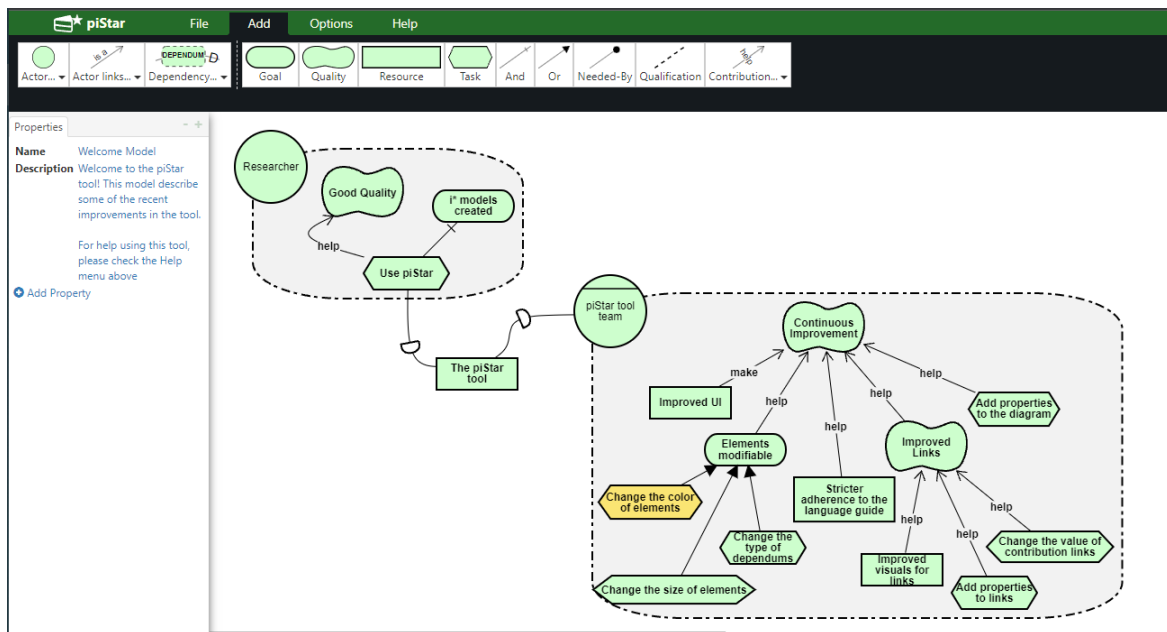 piStar File Add Options Help
is a
DEPENDUM
help
Actor... Actor links... Dependency... Goal Quality Resource Task And Or Needed-By Qualification Contribution...
Properties
Name Welcome Model
Description Welcome to the piStar
tool! This model describe
some of the recent
improvements in the tool.
For help using this tool,
please check the Help
menu above
Add Property
Researcher
Good Quality
i* models
created
help
Use piStar
The piStar
tool
piStar tool
team
Continuous
Improvement
make
help
help
help
help
Improved UI
Add properties
to the diagram
Elements
modifiable
Improved
Links
Change the color
of elements
Stricter
adherence to the
language guide
help
help
help
Change the
type of
dependums
Change the value of
contribution links
Improved
visuals for
links
Change the size of elements
Add properties
to links